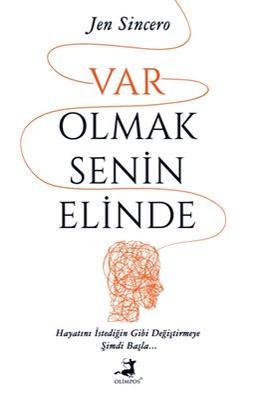 Jen Sincero
VAR
OLMAK
SENİN
ELİNDE
Hayatını İstediğin Gibi Değiştirmeye
Şimdi Başla...
OLİMPOS